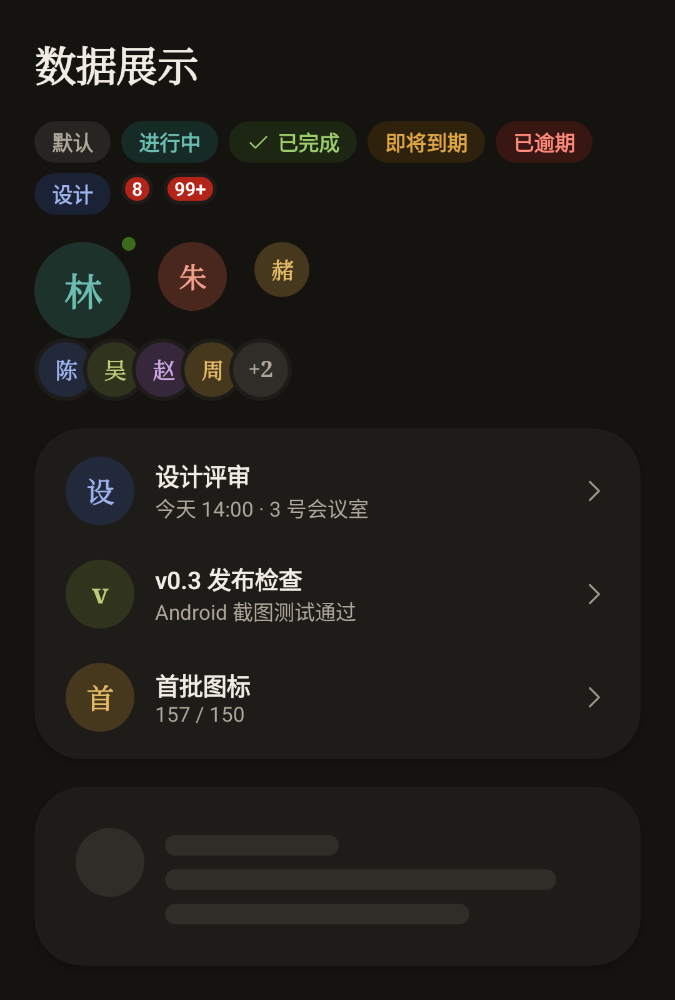 数据展示
默认 进行中 已完成 即将到期 已逾期
设计 8 99+
林 朱 赭
陈 吴 赵 周 +2
设 设计评审
今天 14:00 · 3 号会议室
v v0.3 发布检查
Android 截图测试通过
首 首批图标
157 / 150